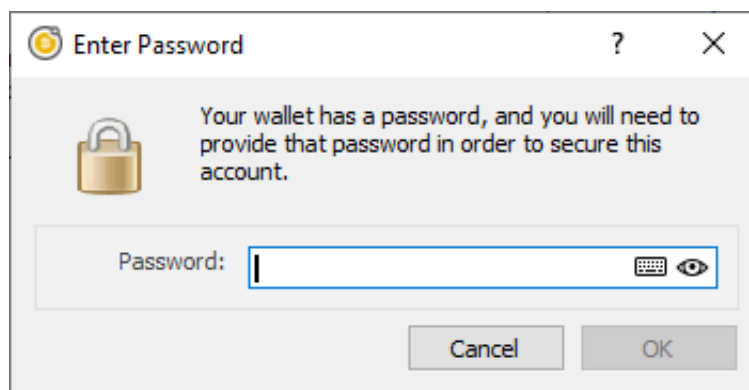 Enter Password
Your wallet has a password, and you will need to
provide that password in order to secure this
account.
Password:
Cancel
OK